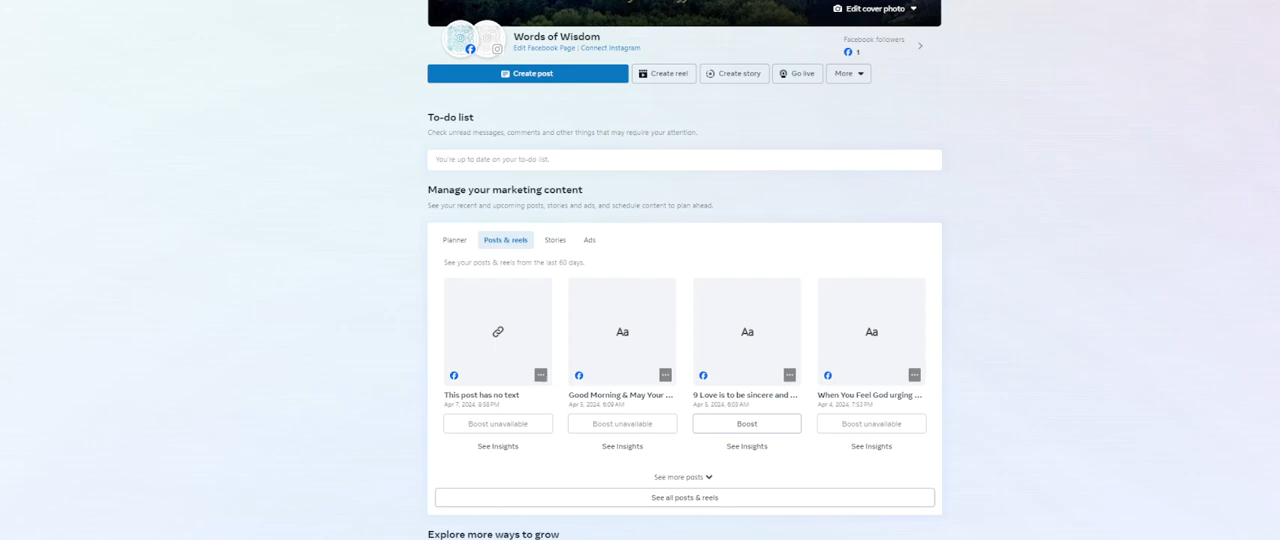 Edit cover photo
Words of Wisdom
Edit Facebook Page | Connect Instagram
Facebook followers
1
Create post
Create reel
Create story
Go live
More
To-do list
Check unread messages, comments and other things that may require your attention.
You're up to date on your to-do list.
Manage your marketing content
See your recent and upcoming posts, stories and ads, and schedule content to plan ahead.
Planner
Posts & reels
Stories
Ads
See your posts & reels from the last 60 days.
Aa
Aa
Aa
This post has no text
Good Morning & May Your ...
9 Love is to be sincere and ...
When You Feel God urging ...
Apr 7, 2024, 8:58 PM
Apr 5, 2024, 6:09 AM
Apr 5, 2024, 6:03 AM
Apr 4, 2024, 7:53 PM
Boost unavailable
Boost unavailable
Boost
Boost unavailable
See Insights
See Insights
See Insights
See Insights
See more posts
See all posts & reels
Explore more ways to grow